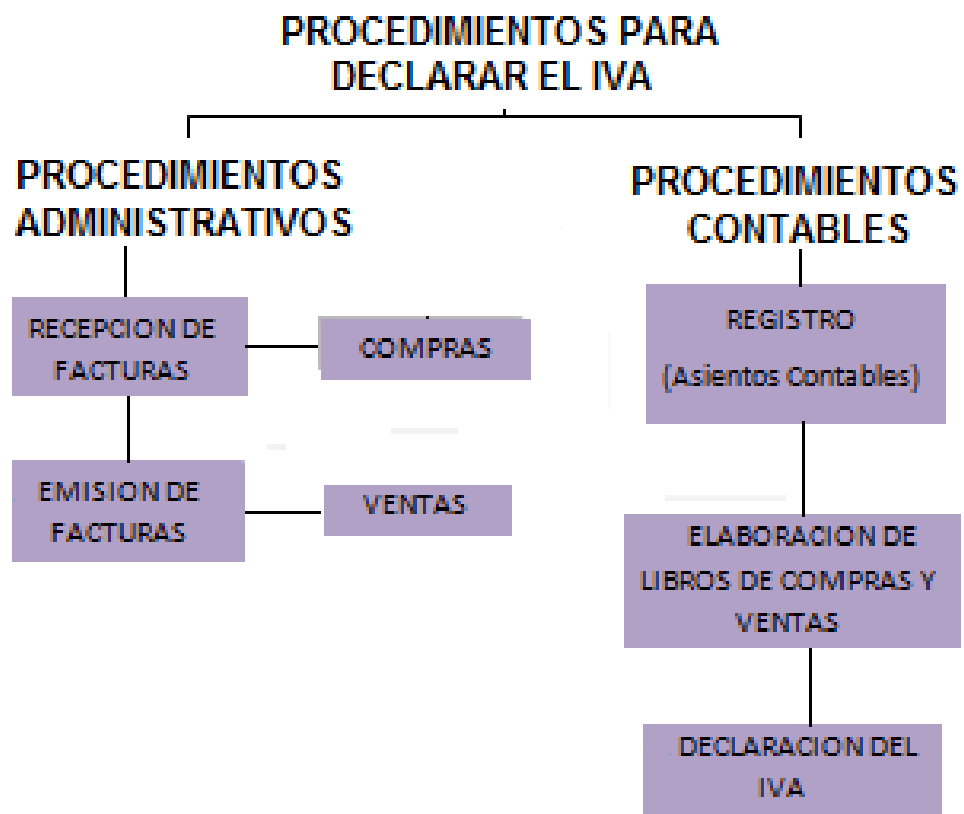 PROCEDIMIENTOS PARA
DECLARAR EL IVA
PROCEDIMIENTOS
ADMINISTRATIVOS
RECEPCION DE
FACTURAS
COMPRAS
EMISION DE
FACTURAS
VENTAS
PROCEDIMIENTOS
CONTABLES
REGISTRO
(Asientos Contables)
ELABORACION DE
LIBROS DE COMPRAS Y
VENTAS
DECLARACION DEL
IVA